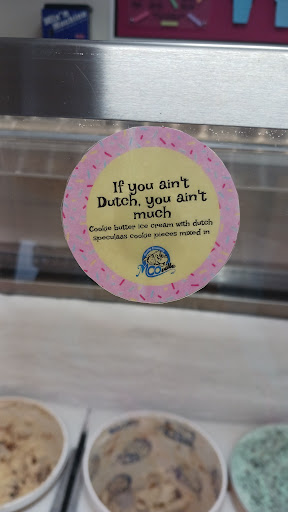 If you ain't
Dutch, you ain't
much
Cookie butter ice cream with dutch
speculaas cookie pieces mixed in